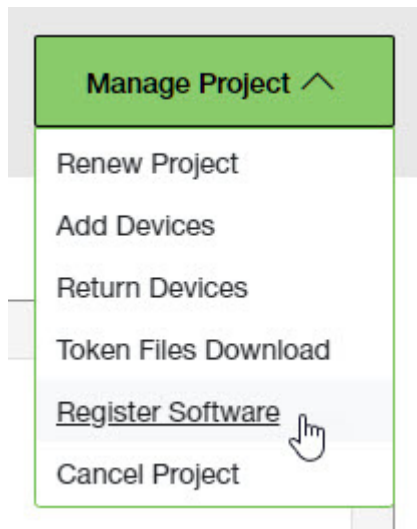 Manage Project
Renew Project
Add Devices
Return Devices
Token Files Download
Register Software
Cancel Project